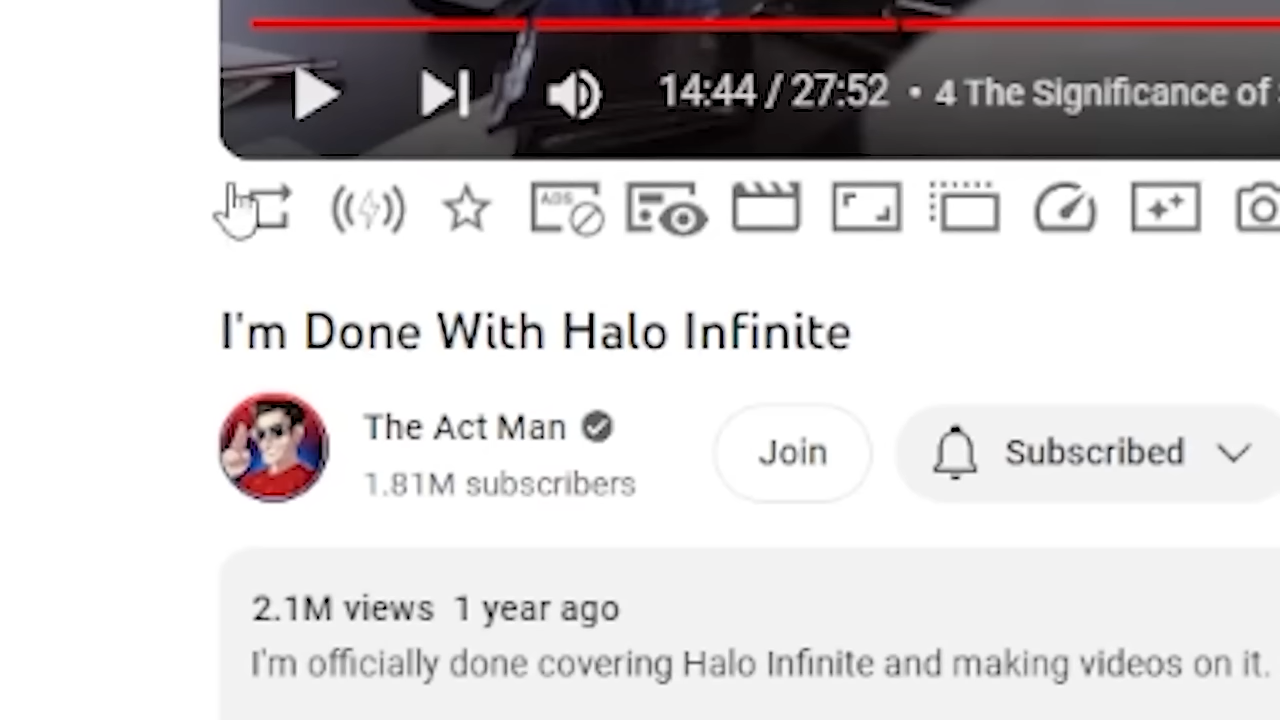 14:44 / 27:52 • 4 The Significance of
ADS
I'm Done With Halo Infinite
The Act Man
1.81M subscribers
Join
Subscribed
2.1M views 1 year ago
I'm officially done covering Halo Infinite and making videos on it.